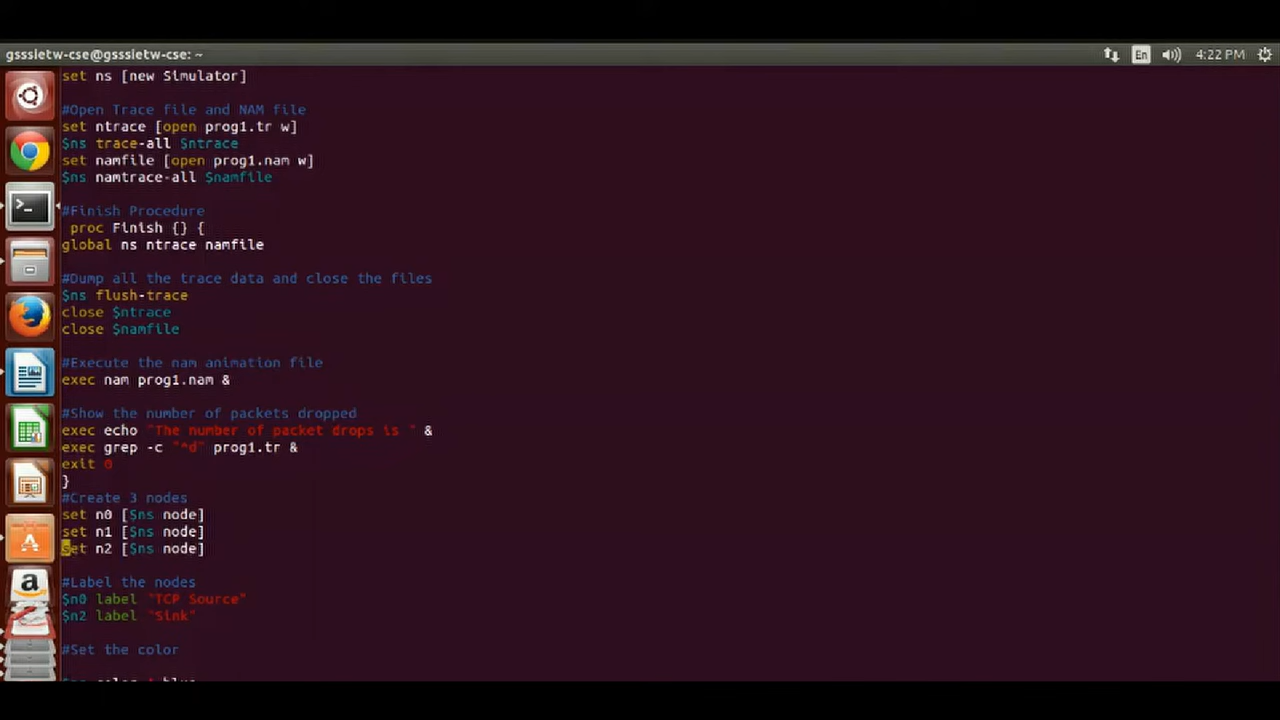 gsssietw-cse@gsssietw-cse: ~
En
4:22 PM
set ns [new Simulator]
#Open Trace file and NAM file
set ntrace [open prog1.tr w]
$ns trace-all $ntrace
set namfile [open prog1.nam w]
$ns namtrace-all $namfile
#Finish Procedure
proc Finish {} {
global ns ntrace namfile
#Dump all the trace data and close the files
$ns flush-trace
close $ntrace
close $namfile
#Execute the nam animation file
exec nam prog1.nam &
#Show the number of packets dropped
exec echo "The number of packet drops is " &
exec grep -c "^d" prog1.tr &
exit 0
}
#Create 3 nodes
set n0 [$ns node]
set n1 [$ns node]
set n2 [$ns node]
#Label the nodes
$n0 label "TCP Source"
$n2 label "Sink"
#Set the color